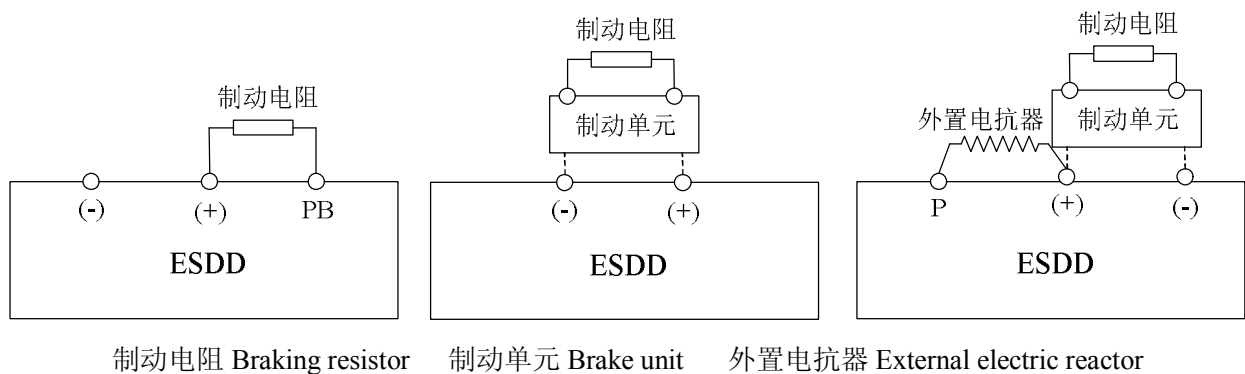 制动电阻
(-)
(+)
PB
ESDD
制动电阻
制动单元
(-)
(+)
ESDD
制动电阻
制动单元
外置电抗器
P
(+)
(-)
ESDD
制动电阻 Braking resistor 制动单元 Brake unit 外置电抗器 External electric reactor